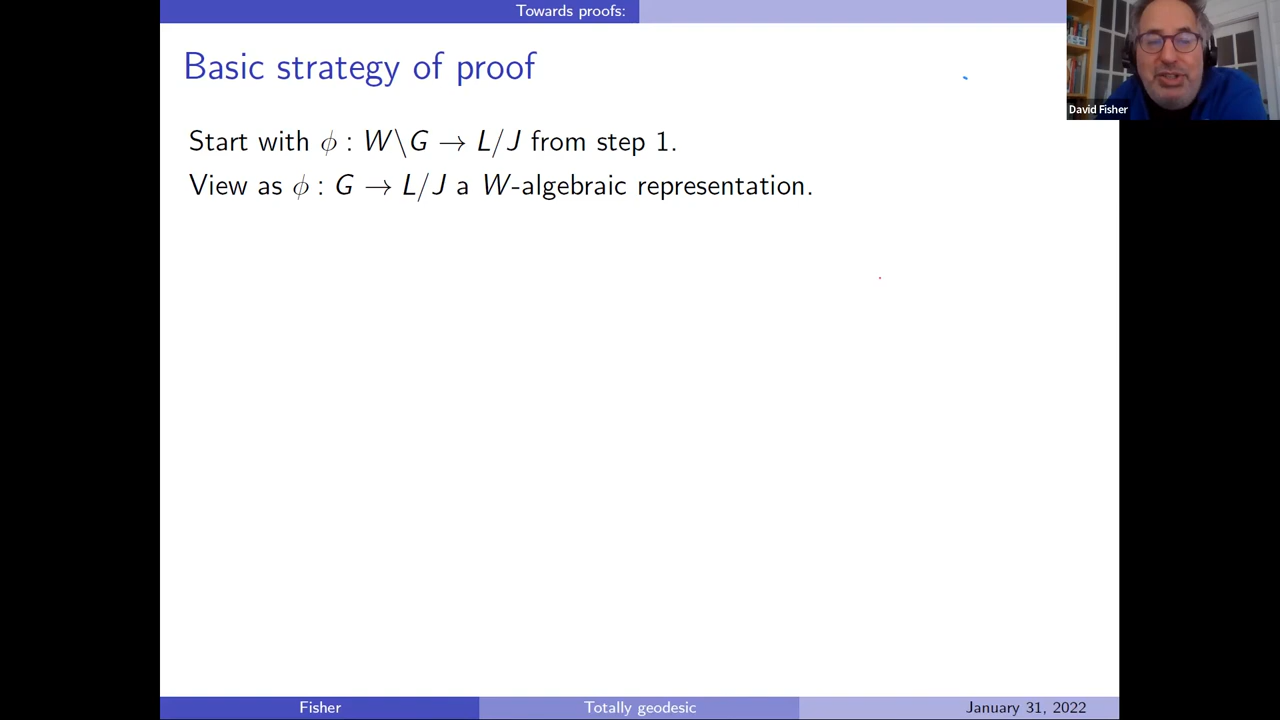 Towards proofs:
Basic strategy of proof
David Fisher
Start with ϕ : W\G → L/J from step 1.
View as ϕ : G → L/J a W-algebraic representation.
Fisher
Totally geodesic
January 31, 2022